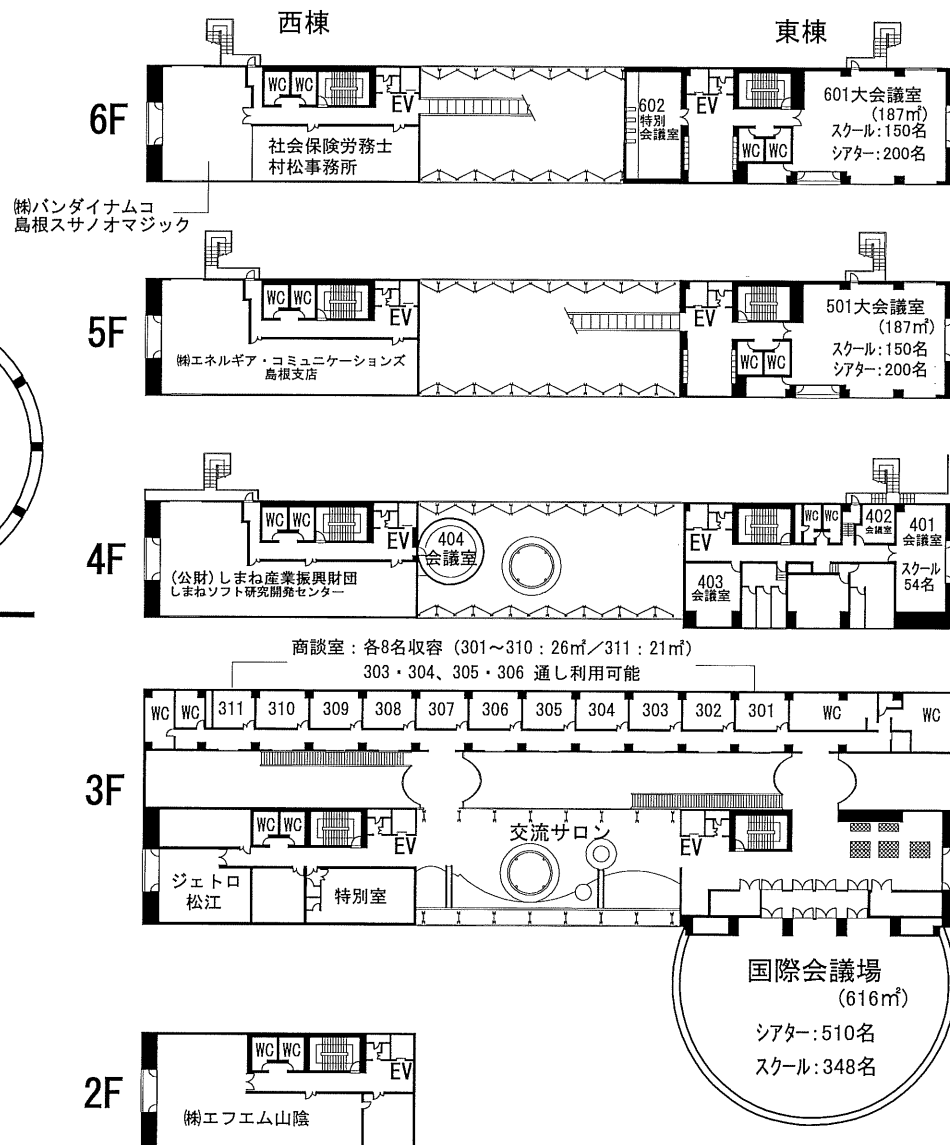 西棟
東棟
6F
WC
WC
EV
602
特別
会議室
EV
WC
WC
601大会議室
(187㎡)
スクール:150名
シアター:200名
社会保険労務士
村松事務所
㈱バンダイナムコ
島根スサノオマジック
5F
WC
WC
EV
EV
WC
WC
501大会議室
(187㎡)
スクール:150名
シアター:200名
㈱エネルギア・コミュニケーションズ
島根支店
4F
WC
WC
EV
404
会議室
EV
WC
WC
402
会議室
401
会議室
スクール
54名
403
会議室
(公財)しまね産業振興財団
しまねソフト研究開発センター
商談室：各8名収容（301～310：26㎡／311：21㎡）
303・304、305・306 通し利用可能
3F
WC
WC
311
310
309
308
307
306
305
304
303
302
301
WC
WC
WC
WC
EV
交流サロン
EV
ジェトロ
松江
特別室
国際会議場
(616㎡)
シアター:510名
スクール:348名
2F
WC
WC
EV
㈱エフエム山陰